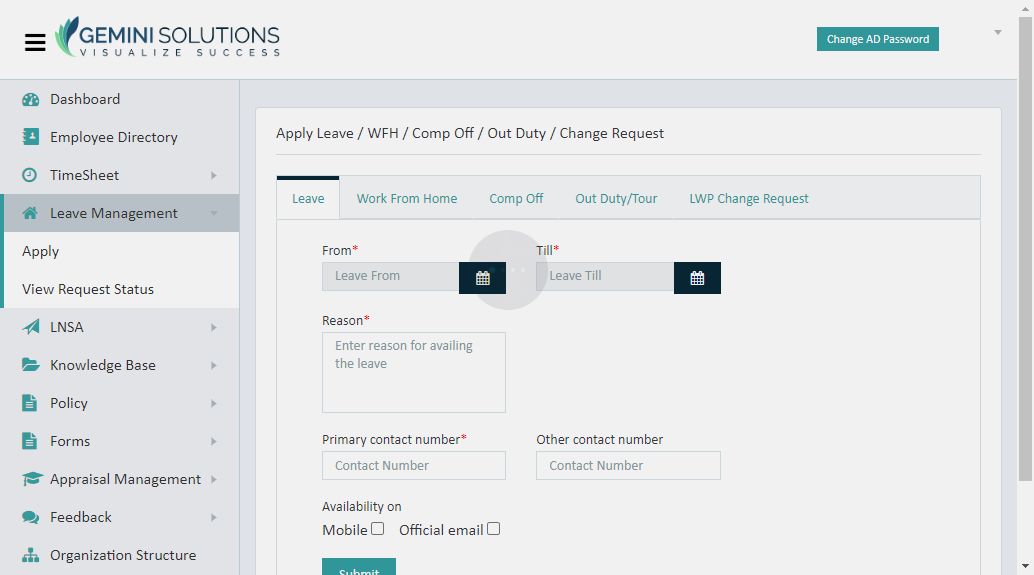 GEMINI SOLUTIONS
VISUALIZE SUCCESS
Change AD Password
Dashboard
Employee Directory
TimeSheet
Leave Management
Apply
View Request Status
LNSA
Knowledge Base
Policy
Forms
Appraisal Management
Feedback
Organization Structure
Apply Leave / WFH / Comp Off / Out Duty / Change Request
Leave Work From Home Comp Off Out Duty/Tour LWP Change Request
From* Till*
Leave From Leave Till
Reason*
Enter reason for availing
the leave
Primary contact number* Other contact number
Contact Number Contact Number
Availability on
Mobile Official email
Submit